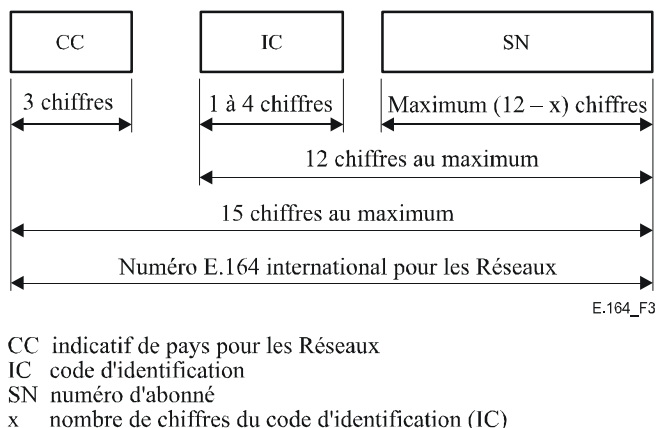 CC IC SN
3 chiffres 1 à 4 chiffres Maximum (12 – x) chiffres
12 chiffres au maximum
15 chiffres au maximum
Numéro E.164 international pour les Réseaux
E.164_F3
CC indicatif de pays pour les Réseaux
IC code d'identification
SN numéro d'abonné
x nombre de chiffres du code d'identification (IC)